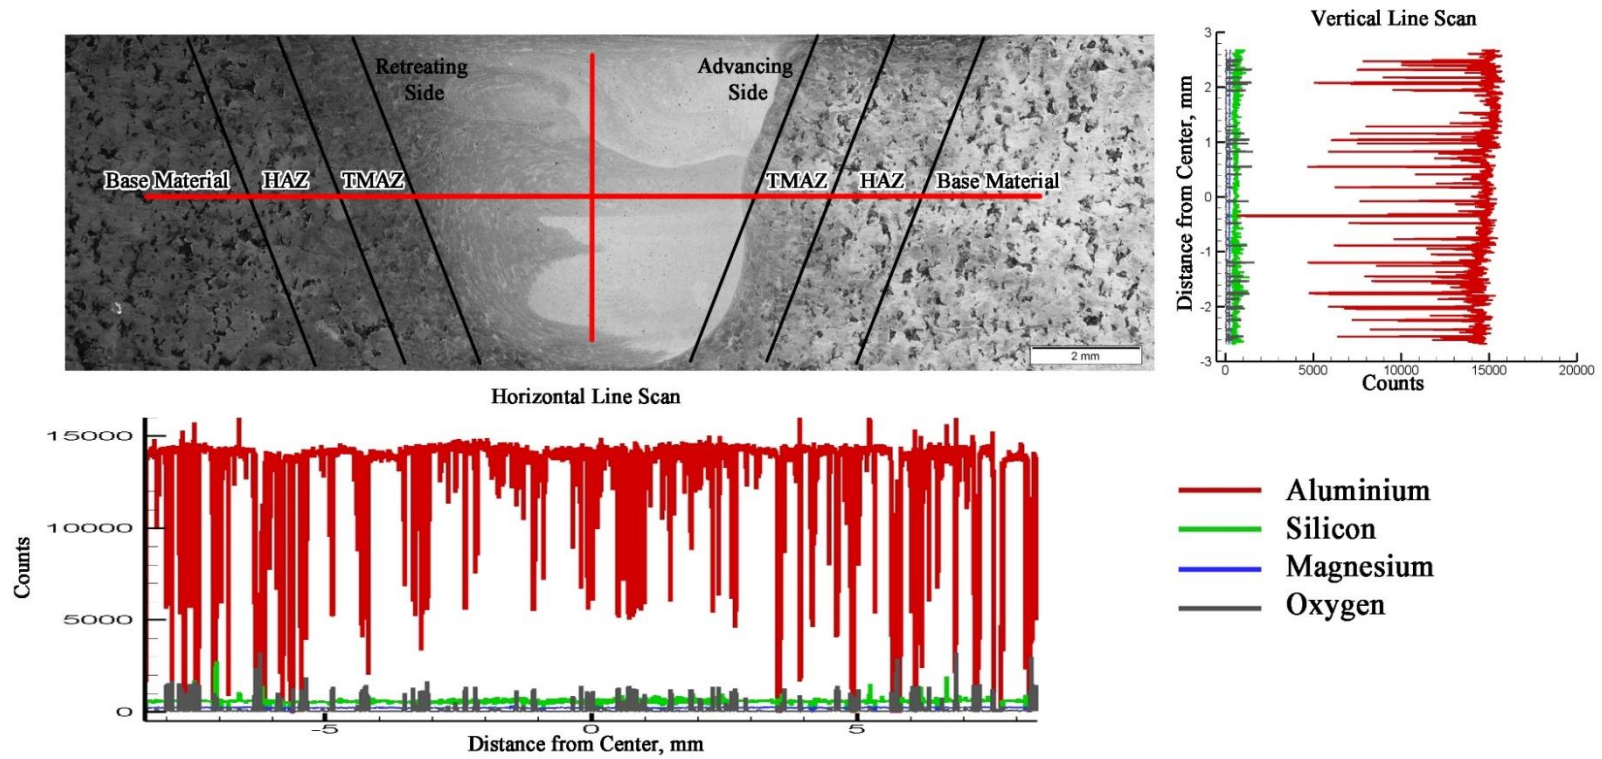 Vertical Line Scan
Retreating
Side
Advancing
Side
Base Material
HAZ
TMAZ
TMAZ
HAZ
Base Material
2 mm
Distance from Center, mm
3
2
1
0
-1
-2
-3
0
5000
10000
15000
20000
Counts
Horizontal Line Scan
Counts
15000
10000
5000
0
-5
0
5
Distance from Center, mm
Aluminium
Silicon
Magnesium
Oxygen